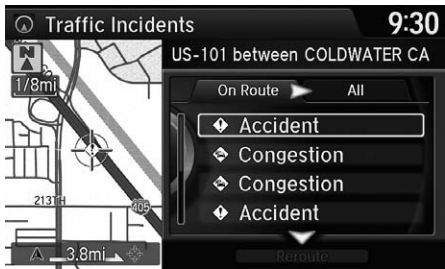 Traffic Incidents
9:30
N
1/8mi
US-101 between COLDWATER CA
On Route
All
Accident
Congestion
Congestion
Accident
213TH
405
3.8mi
Reroute